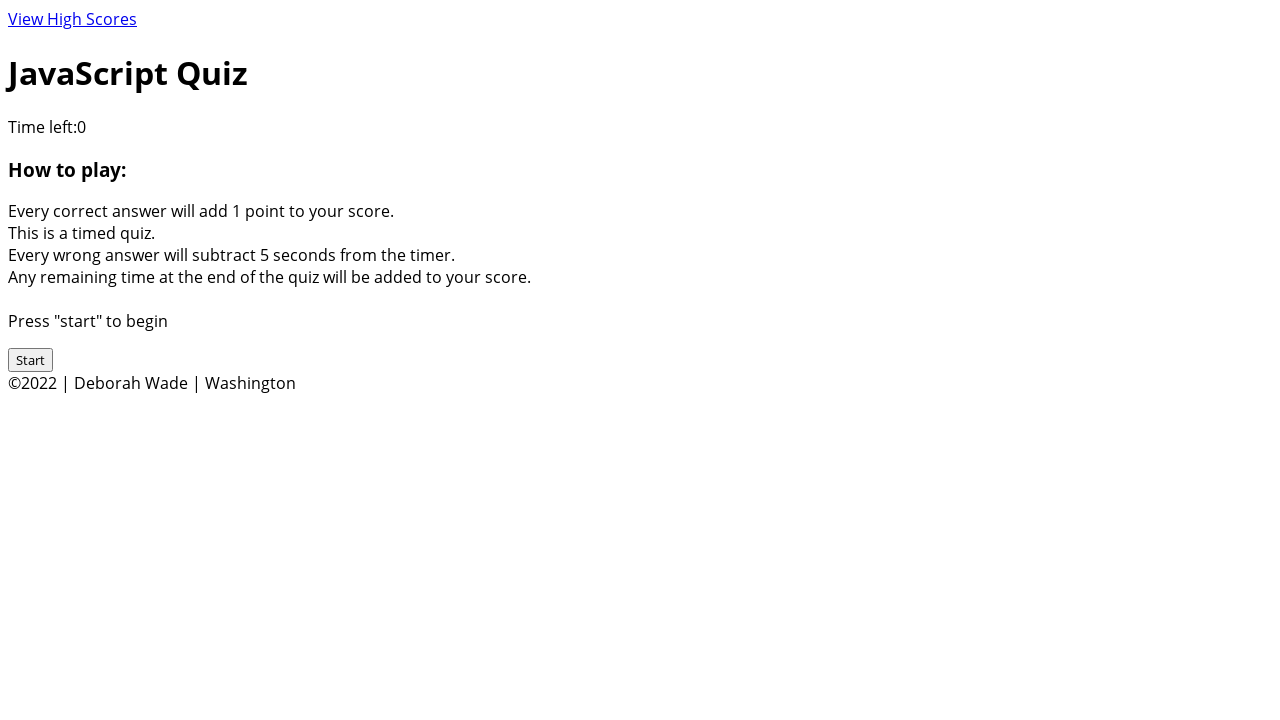 View High Scores
JavaScript Quiz
Time left:0
How to play:
Every correct answer will add 1 point to your score.
This is a timed quiz.
Every wrong answer will subtract 5 seconds from the timer.
Any remaining time at the end of the quiz will be added to your score.
Press "start" to begin
Start
©2022 | Deborah Wade | Washington